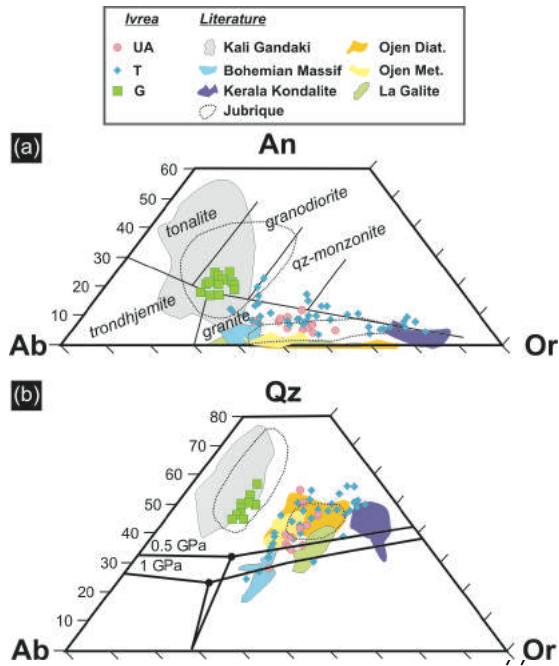 Ivrea Literature
UA Kali Gandaki Ojen Diat.
T Bohemian Massif Ojen Met.
G Kerala Kondalite La Galite
Jubrique
(a)
An
60
50
40
30
20
10
tonalite
granodiorite
qz-monzonite
trondhjemite
granite
Ab Or
(b)
Qz
80
70
60
50
40
30
20
10
0.5 GPa
1 GPa
Ab Or